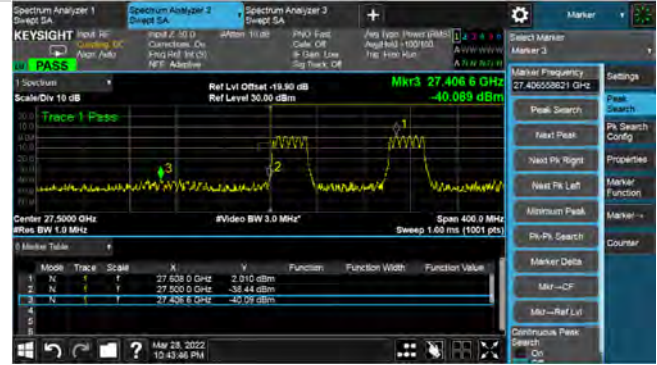 Spectrum Analyzer 1
Swept SA
Spectrum Analyzer 2
Swept SA
Spectrum Analyzer 3
Swept SA
+
Marker
KEYSIGHT Input: RF
Coupling: DC
Align: Auto
Input Z: 50 Ω
Corrections: On
Freq Ref: Int (S)
NFE: Adaptive
#Atten: 10 dB
PNO: Fast
Gate: Off
IF Gain: Low
Sig Track: Off
Avg Type: Power (RMS)
Avg|Hold: >100/100
Trig: Free Run
1 2 3 4 5 6
A W W W W W
A N N N N N
PASS
Select Marker
Marker 3
Marker Frequency
27.406558621 GHz
Settings
1 Spectrum
Scale/Div 10 dB
Ref Lvl Offset -19.90 dB
Ref Level 30.00 dBm
Mkr3 27.406 6 GHz
-40.089 dBm
Trace 1 Pass
1
2
3
Center 27.5000 GHz
#Res BW 1.0 MHz
#Video BW 3.0 MHz*
Span 400.0 MHz
Sweep 1.60 ms (1001 pts)
Peak Search
Next Peak
Next Pk Right
Next Pk Left
Minimum Peak
Pk-Pk Search
Marker Delta
Mkr→CF
Mkr→Ref Lvl
Continuous Peak
Search
On
Off
Peak
Search
Pk Search
Config
Properties
Marker
Function
Marker→
Counter
Marker Table
Mode Trace Scale X Y Function Function Width Function Value
1 N 1 f 27.608 0 GHz 2.010 dBm
2 N 1 f 27.500 0 GHz -38.44 dBm
3 N 1 f 27.406 6 GHz -40.09 dBm
4
5
6
?
Mar 28, 2022
10:43:46 PM